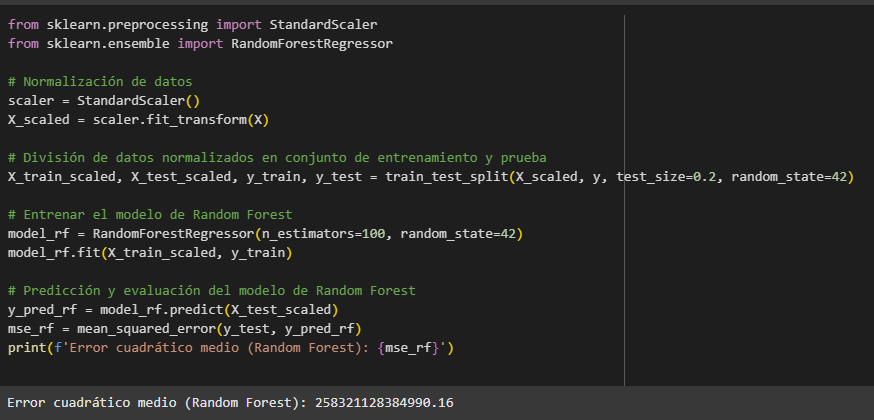 from sklearn.preprocessing import StandardScaler
from sklearn.ensemble import RandomForestRegressor
# Normalización de datos
scaler = StandardScaler()
X_scaled = scaler.fit_transform(X)
# División de datos normalizados en conjunto de entrenamiento y prueba
X_train_scaled, X_test_scaled, y_train, y_test = train_test_split(X_scaled, y, test_size=0.2, random_state=42)
# Entrenar el modelo de Random Forest
model_rf = RandomForestRegressor(n_estimators=100, random_state=42)
model_rf.fit(X_train_scaled, y_train)
# Predicción y evaluación del modelo de Random Forest
y_pred_rf = model_rf.predict(X_test_scaled)
mse_rf = mean_squared_error(y_test, y_pred_rf)
print(f'Error cuadrático medio (Random Forest): {mse_rf}')
Error cuadrático medio (Random Forest): 258321128384990.16